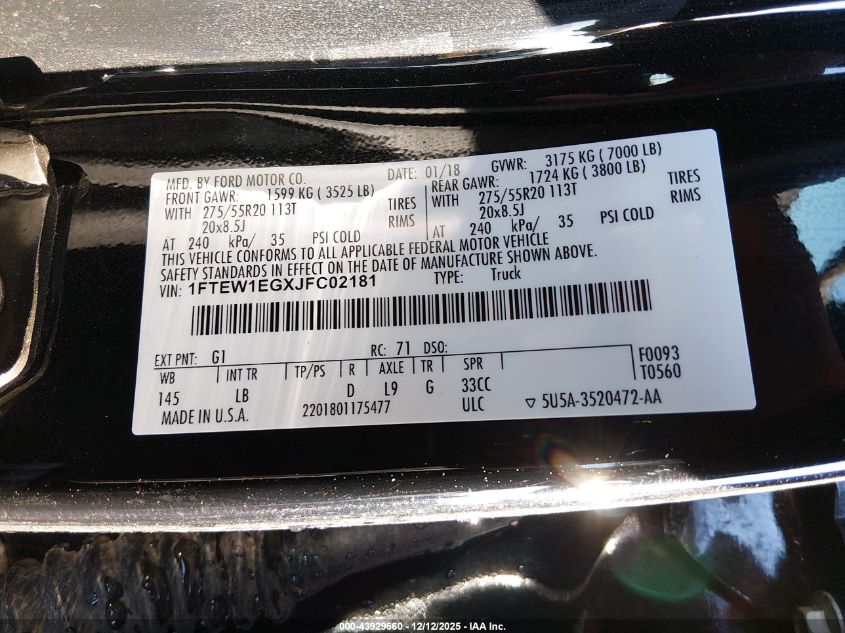 MFD. BY FORD MOTOR CO. DATE: 01/18 GVWR: 3175 KG ( 7000 LB)
FRONT GAWR: 1599 KG ( 3525 LB) REAR GAWR: 1724 KG ( 3800 LB)
WITH 275/55R20 113T TIRES WITH 275/55R20 113T TIRES
20x8.5J RIMS 20x8.5J RIMS
AT 240 kPa/ 35 PSI COLD AT 240 kPa/ 35 PSI COLD
THIS VEHICLE CONFORMS TO ALL APPLICABLE FEDERAL MOTOR VEHICLE
SAFETY STANDARDS IN EFFECT ON THE DATE OF MANUFACTURE SHOWN ABOVE.
VIN: 1FTEW1EGXJFC02181 TYPE: Truck
EXT PNT: G1 RC: 71 DSO: F0093
WB INT TR TP/PS R AXLE TR SPR T0560
145 LB D L9 G 33CC
MADE IN U.S.A. 2201801175477 ULC ▽ 5U5A-3520472-AA
000-43929660 - 12/12/2025 - IAA Inc.